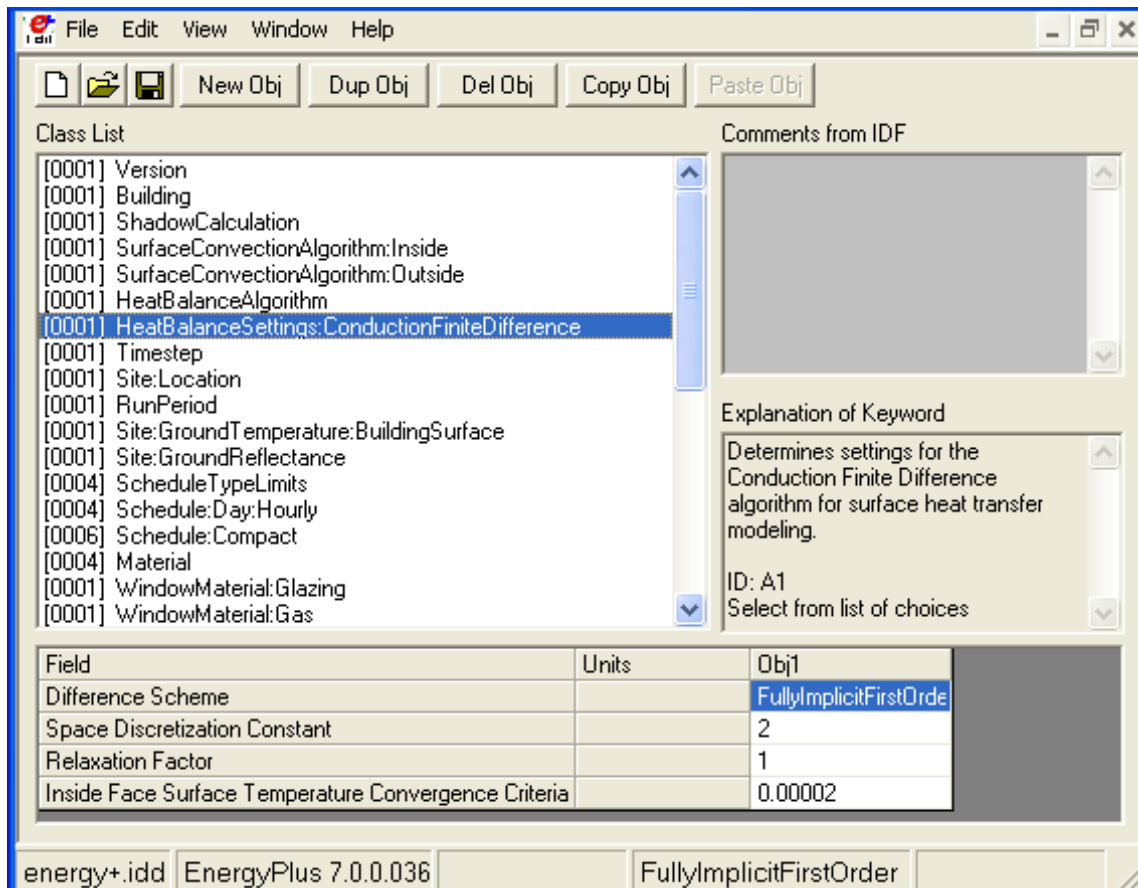 File Edit View Window Help
New Obj Dup Obj Del Obj Copy Obj Paste Obj
Class List
[0001] Version
[0001] Building
[0001] ShadowCalculation
[0001] SurfaceConvectionAlgorithm:Inside
[0001] SurfaceConvectionAlgorithm:Outside
[0001] HeatBalanceAlgorithm
[0001] HeatBalanceSettings:ConductionFiniteDifference
[0001] Timestep
[0001] Site:Location
[0001] RunPeriod
[0001] Site:GroundTemperature:BuildingSurface
[0001] Site:GroundReflectance
[0004] ScheduleTypeLimits
[0004] Schedule:Day:Hourly
[0006] Schedule:Compact
[0004] Material
[0001] WindowMaterial:Glazing
[0001] WindowMaterial:Gas
Comments from IDF
Explanation of Keyword
Determines settings for the
Conduction Finite Difference
algorithm for surface heat transfer
modeling.
ID: A1
Select from list of choices
Field Units Obj1
Difference Scheme FullyImplicitFirstOrde
Space Discretization Constant 2
Relaxation Factor 1
Inside Face Surface Temperature Convergence Criteria 0.00002
energy+.idd EnergyPlus 7.0.0.036 FullyImplicitFirstOrder